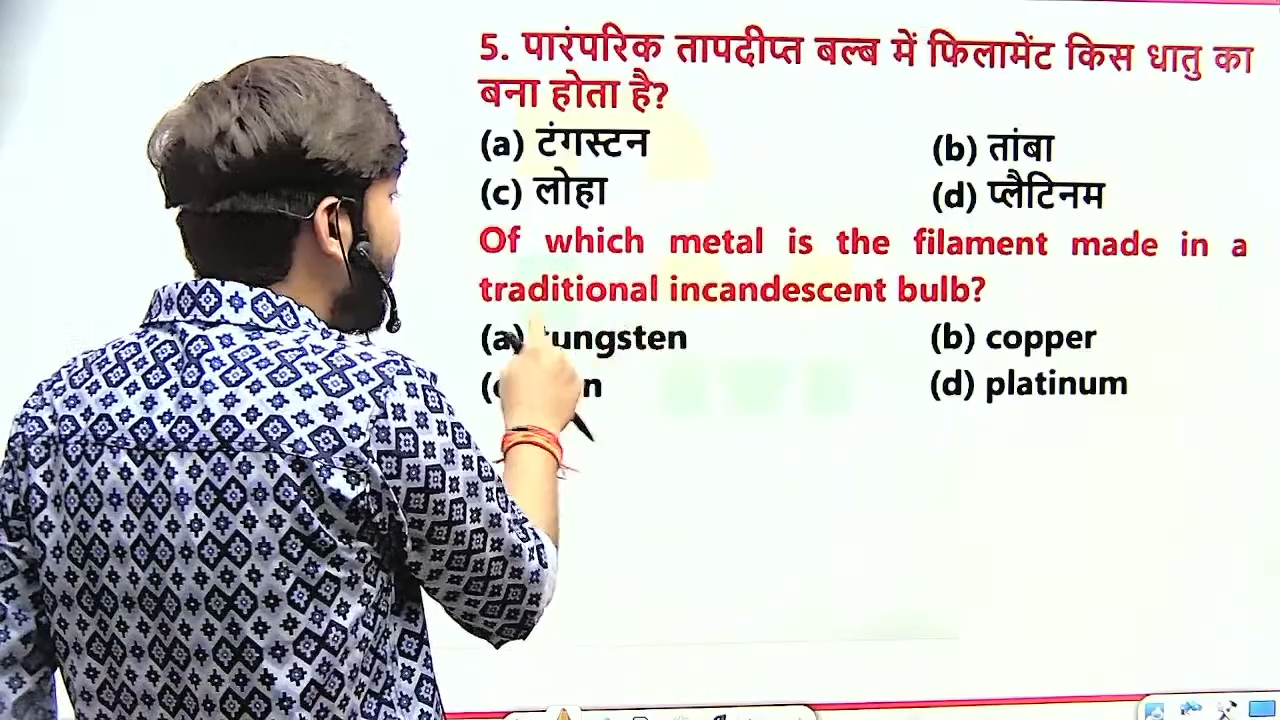 5. पारंपरिक तापदीप्त बल्ब में फिलामेंट किस धातु का
बना होता है?
(a) टंगस्टन (b) तांबा
(c) लोहा (d) प्लैटिनम
Of which metal is the filament made in a
traditional incandescent bulb?
(a) tungsten (b) copper
(d) platinum